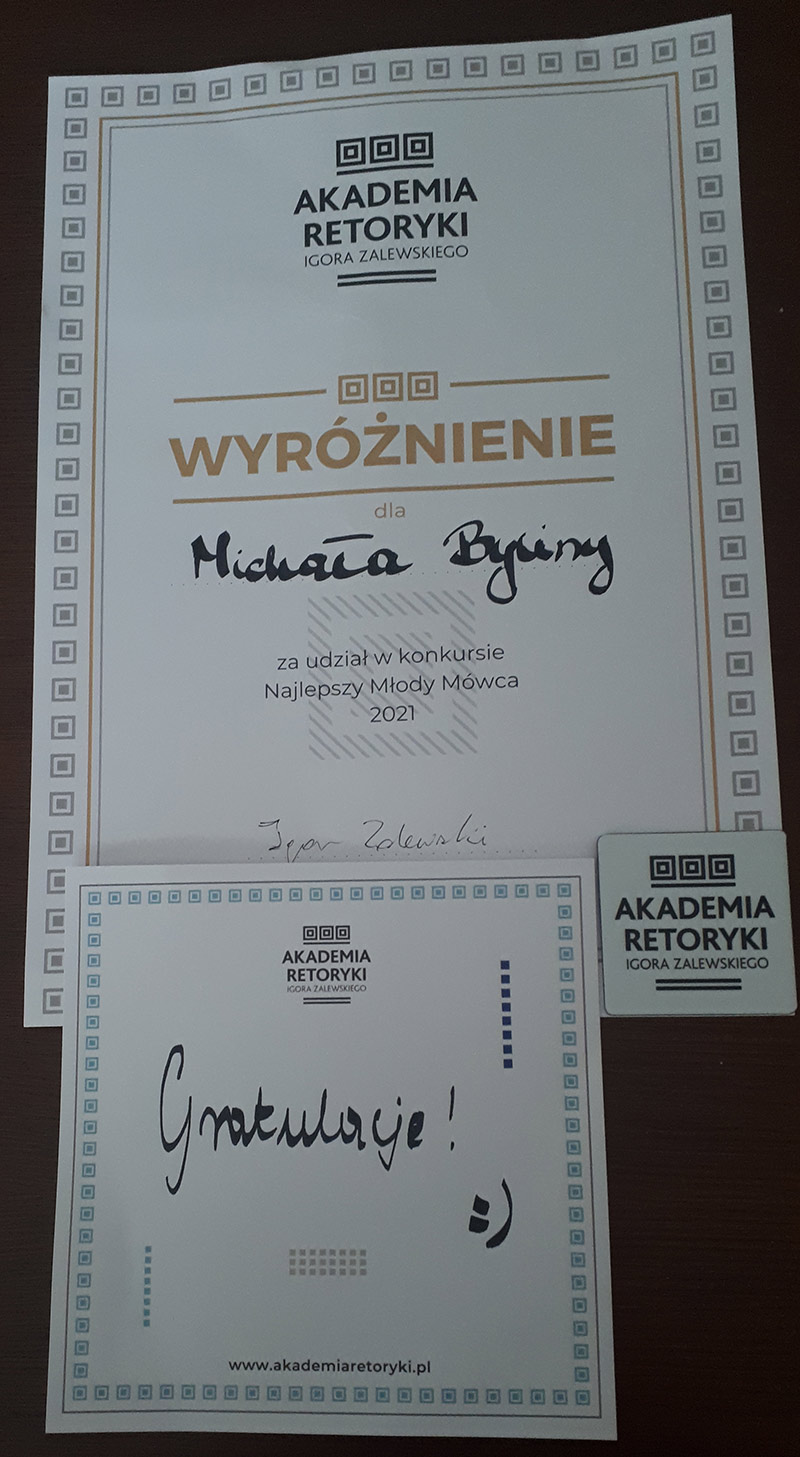 AKADEMIA
RETORYKI
IGORA ZALEWSKIEGO
WYRÓŻNIENIE
dla
Michała Byliny
za udział w konkursie
Najlepszy Młody Mówca
2021
Igor Zalewski
AKADEMIA
RETORYKI
IGORA ZALEWSKIEGO
AKADEMIA
RETORYKI
IGORA ZALEWSKIEGO
Gratulacje!
:)
www.akademiaretoryki.pl